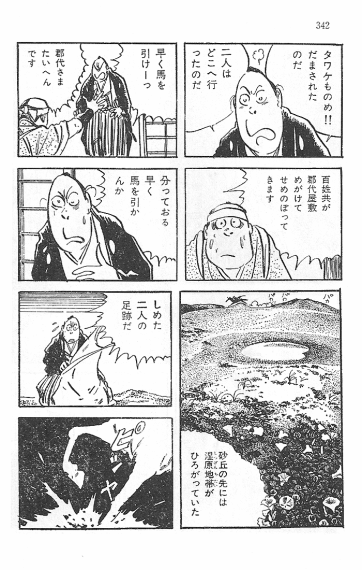 342
タワケものめ!!
だまされた
のだ
二人は
どこへ行
ったのだ
早く馬を
引けーっ
郡代さま
たいへん
です
百姓共が
郡代屋敷
めがけて
せめのぼって
きます
分っておる
早く
馬を引か
んか
砂丘の先には
湿原地帯が
ひろがっていた
しめた
二人の
足跡だ
ピシャ